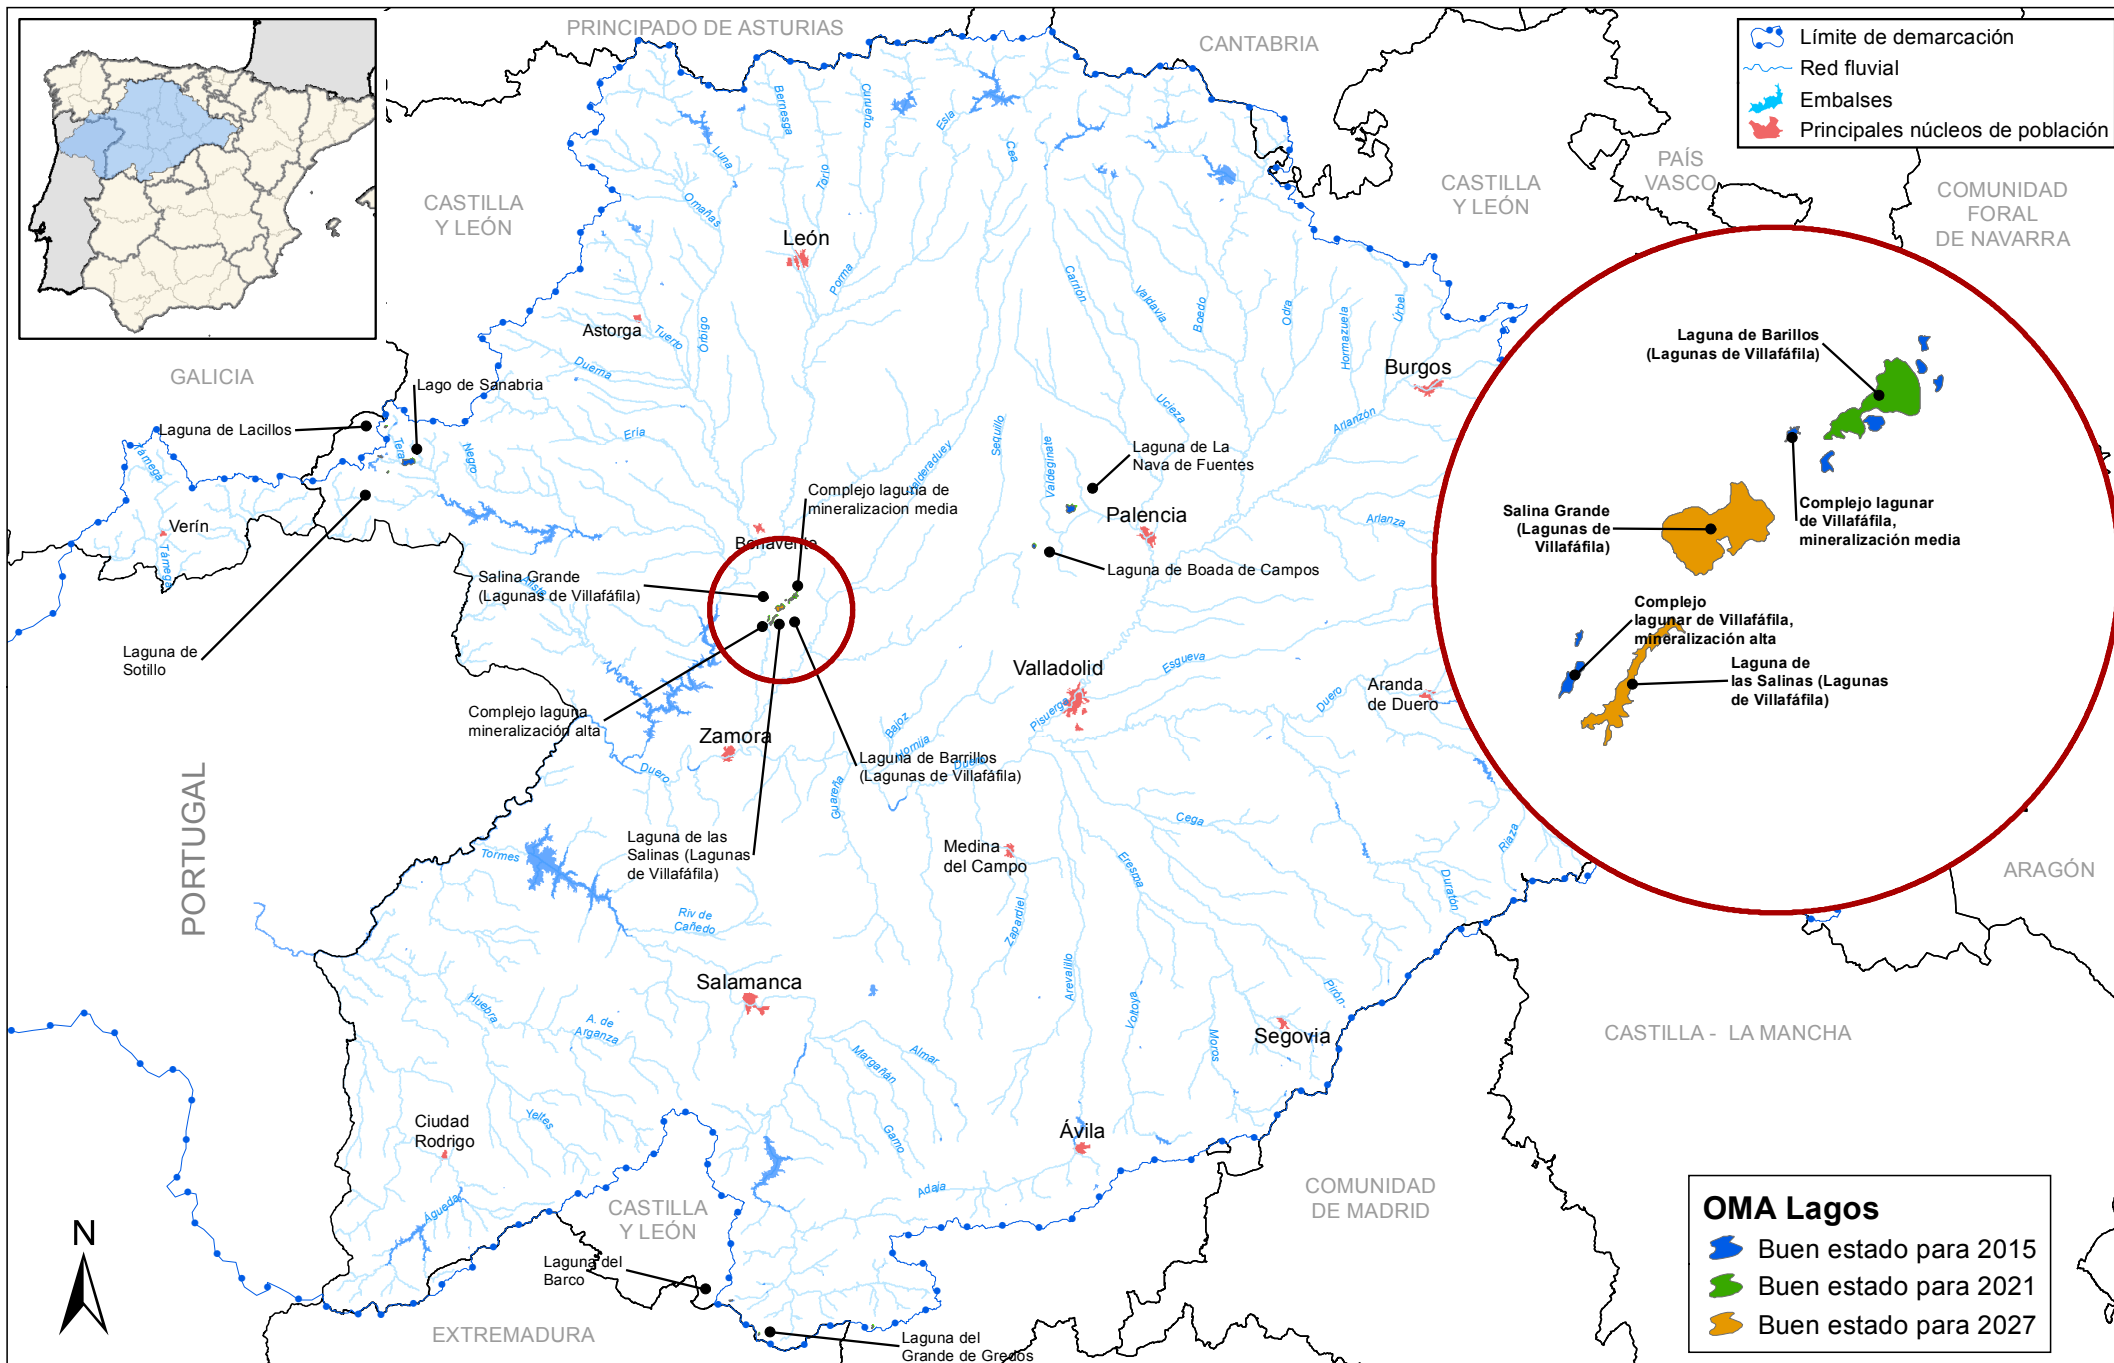 PRINCIPADO DE ASTURIAS
CANTABRIA
Límite de demarcación
Red fluvial
Embalses
Principales núcleos de población
PAÍS
VASCO
CASTILLA
Y LEÓN
COMUNIDAD
FORAL
DE NAVARRA
CASTILLA
Y LEÓN
GALICIA
PORTUGAL
EXTREMADURA
CASTILLA
Y LEÓN
COMUNIDAD
DE MADRID
CASTILLA - LA MANCHA
ARAGÓN
Bernesga
Curueño
Esla
Cea
Luna
Torío
Omañas
León
Porma
Carrión
Valdavia
Boedo
Odra
Hormazuela
Úrbel
Astorga
Tuerto
Órbigo
Duerna
Burgos
Lago de Sanabria
Laguna de Lacillos
Tera
Negro
Eria
Támega
Verín
Támega
Valderaduey
Sequillo
Valdeginate
Ucieza
Arlanzón
Laguna de La
Nava de Fuentes
Palencia
Arlanza
Complejo laguna de
mineralizacion media
Benavente
Laguna de Boada de Campos
Salina Grande
(Lagunas de Villafáfila)
Aliste
Laguna de
Sotillo
Complejo laguna
mineralización alta
Valladolid
Esgueva
Pisuerga
Duero
Aranda
de Duero
Zamora
Duero
Bajoz
Hornija
Duero
Laguna de Barrillos
(Lagunas de Villafáfila)
Guareña
Laguna de las
Salinas (Lagunas
de Villafáfila)
Medina
del Campo
Cega
Eresma
Riaza
Duratón
Tormes
Riv de
Cañedo
Zapardiel
Arevalillo
Voltoya
Pirón
Salamanca
Huebra
A. de
Arganza
Almar
Margañán
Moros
Segovia
Ciudad
Rodrigo
Yeltes
Gamo
Ávila
Adaja
Águeda
Laguna del
Barco
Laguna del
Grande de Gredos
N
Laguna de Barillos
(Lagunas de Villafáfila)
Salina Grande
(Lagunas de
Villafáfila)
Complejo lagunar
de Villafáfila,
mineralización media
Complejo
lagunar de Villafáfila,
mineralización alta
Laguna de
las Salinas (Lagunas
de Villafáfila)
OMA Lagos
Buen estado para 2015
Buen estado para 2021
Buen estado para 2027